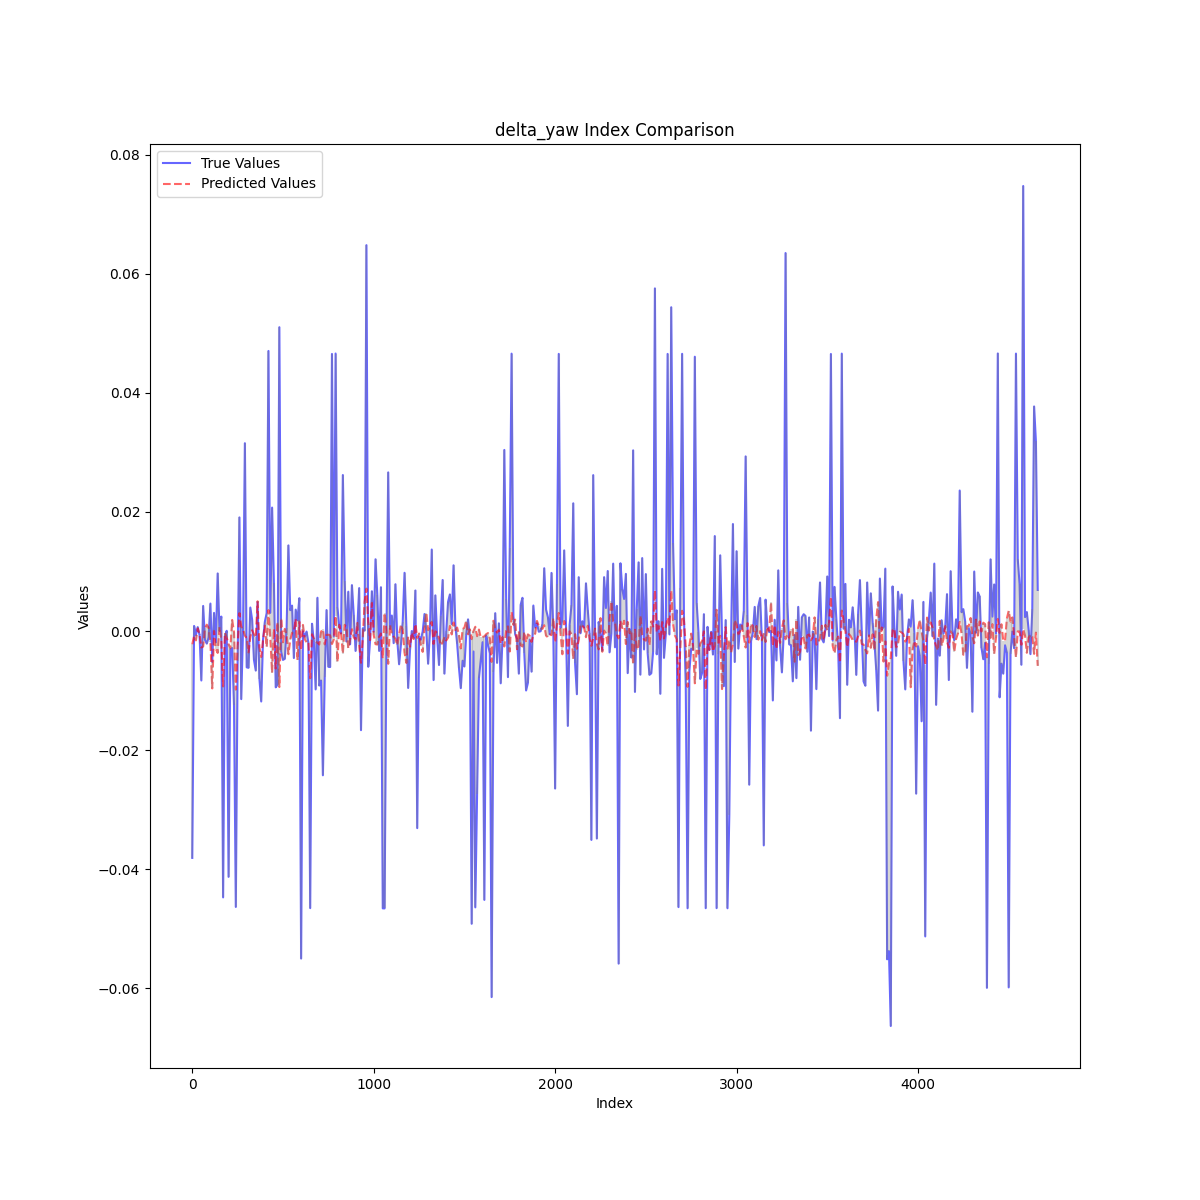 delta_yaw Index Comparison
True Values
Predicted Values
0.08
0.06
0.04
0.02
0.00
−0.02
−0.04
−0.06
Values
0 1000 2000 3000 4000
Index